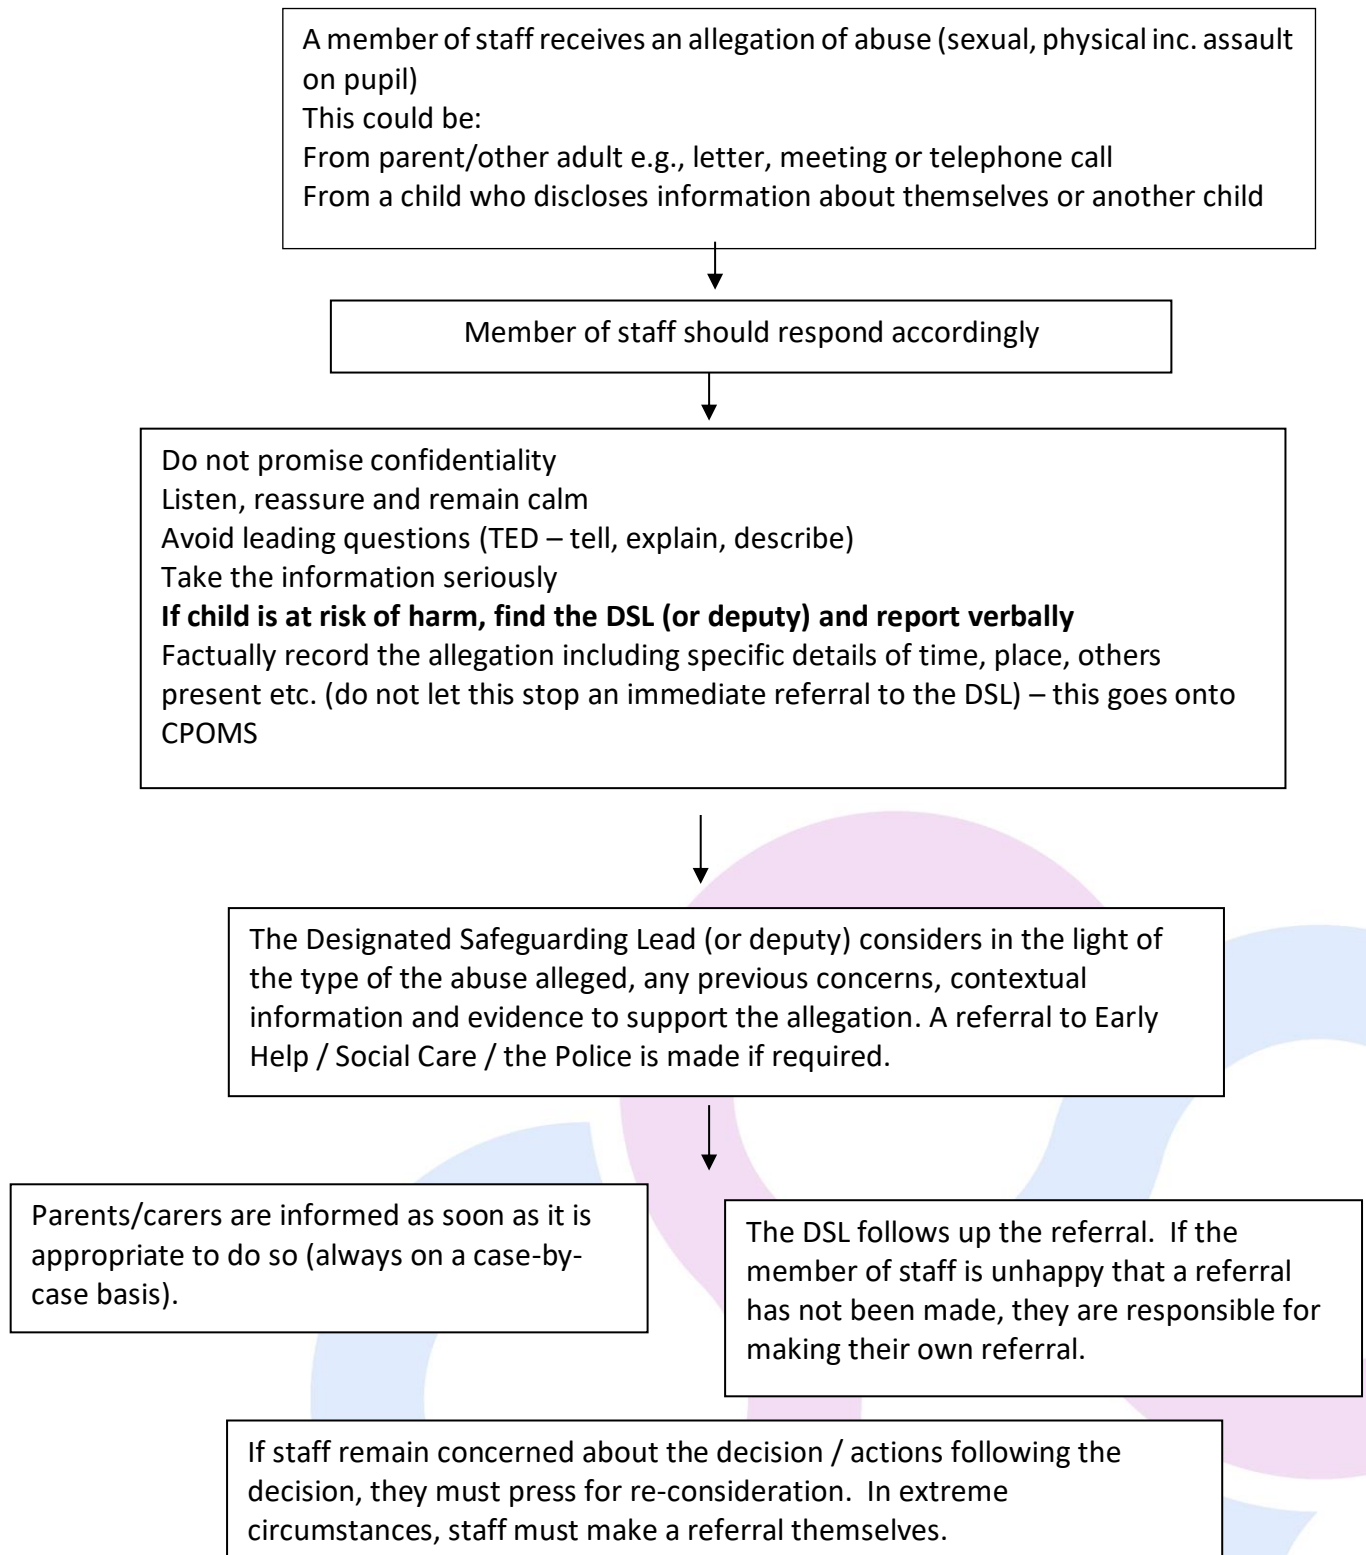 A member of staff receives an allegation of abuse (sexual, physical inc. assault
on pupil)
This could be:
From parent/other adult e.g., letter, meeting or telephone call
From a child who discloses information about themselves or another child
Member of staff should respond accordingly
Do not promise confidentiality
Listen, reassure and remain calm
Avoid leading questions (TED – tell, explain, describe)
Take the information seriously
If child is at risk of harm, find the DSL (or deputy) and report verbally
Factually record the allegation including specific details of time, place, others
present etc. (do not let this stop an immediate referral to the DSL) – this goes onto
CPOMS
The Designated Safeguarding Lead (or deputy) considers in the light of
the type of the abuse alleged, any previous concerns, contextual
information and evidence to support the allegation. A referral to Early
Help / Social Care / the Police is made if required.
Parents/carers are informed as soon as it is
appropriate to do so (always on a case-by-
case basis).
The DSL follows up the referral.  If the
member of staff is unhappy that a referral
has not been made, they are responsible for
making their own referral.
If staff remain concerned about the decision / actions following the
decision, they must press for re-consideration.  In extreme
circumstances, staff must make a referral themselves.